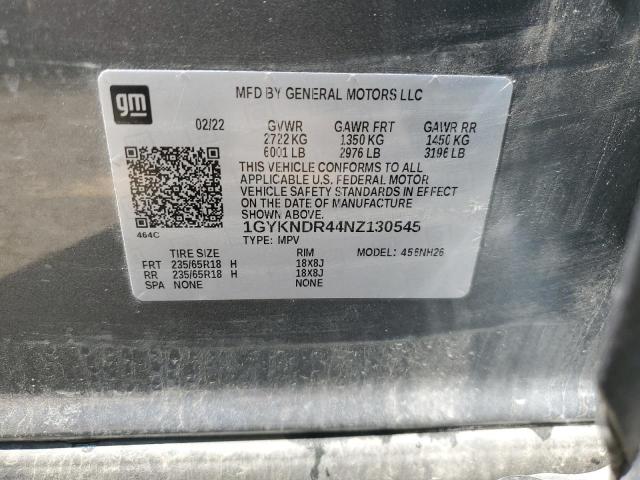 gm
MFD BY GENERAL MOTORS LLC
02/22 GVWR GAWR FRT GAWR RR
2722 KG 1350 KG 1450 KG
6001 LB 2976 LB 3196 LB
THIS VEHICLE CONFORMS TO ALL
APPLICABLE U.S. FEDERAL MOTOR
VEHICLE SAFETY STANDARDS IN EFFECT
ON THE DATE OF MANUFACTURE
SHOWN ABOVE.
1GYKNDR44NZ130545
464C
TYPE: MPV MODEL: 456NH26
TIRE SIZE RIM
FRT 235/65R18 H 18X8J
RR 235/65R18 H 18X8J
SPA NONE NONE